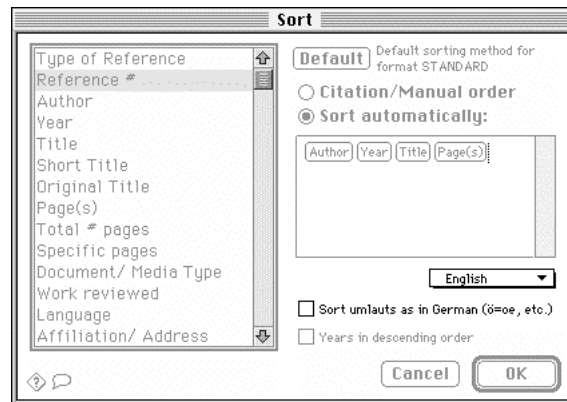 Sort
Type of Reference
Reference #
Author
Year
Title
Short Title
Original Title
Page(s)
Total # pages
Specific pages
Document/ Media Type
Work reviewed
Language
Affiliation/ Address
Default
Default sorting method for
format STANDARD
Citation/Manual order
Sort automatically:
Author Year Title Page(s)
English
Sort umlauts as in German (ö=oe, etc.)
Years in descending order
Cancel OK
?